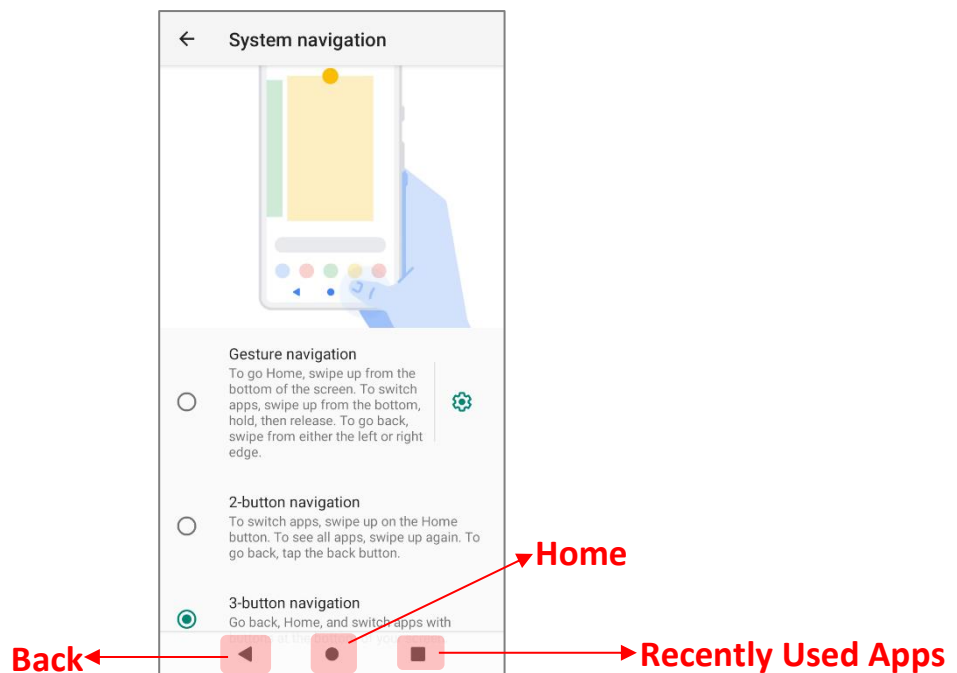 System navigation
Gesture navigation
To go Home, swipe up from the
bottom of the screen. To switch
apps, swipe up from the bottom,
hold, then release. To go back,
swipe from either the left or right
edge.
2-button navigation
To switch apps, swipe up on the Home
button. To see all apps, swipe up again. To
go back, tap the back button.
Home
3-button navigation
Go back, Home, and switch apps with
Back
Recently Used Apps